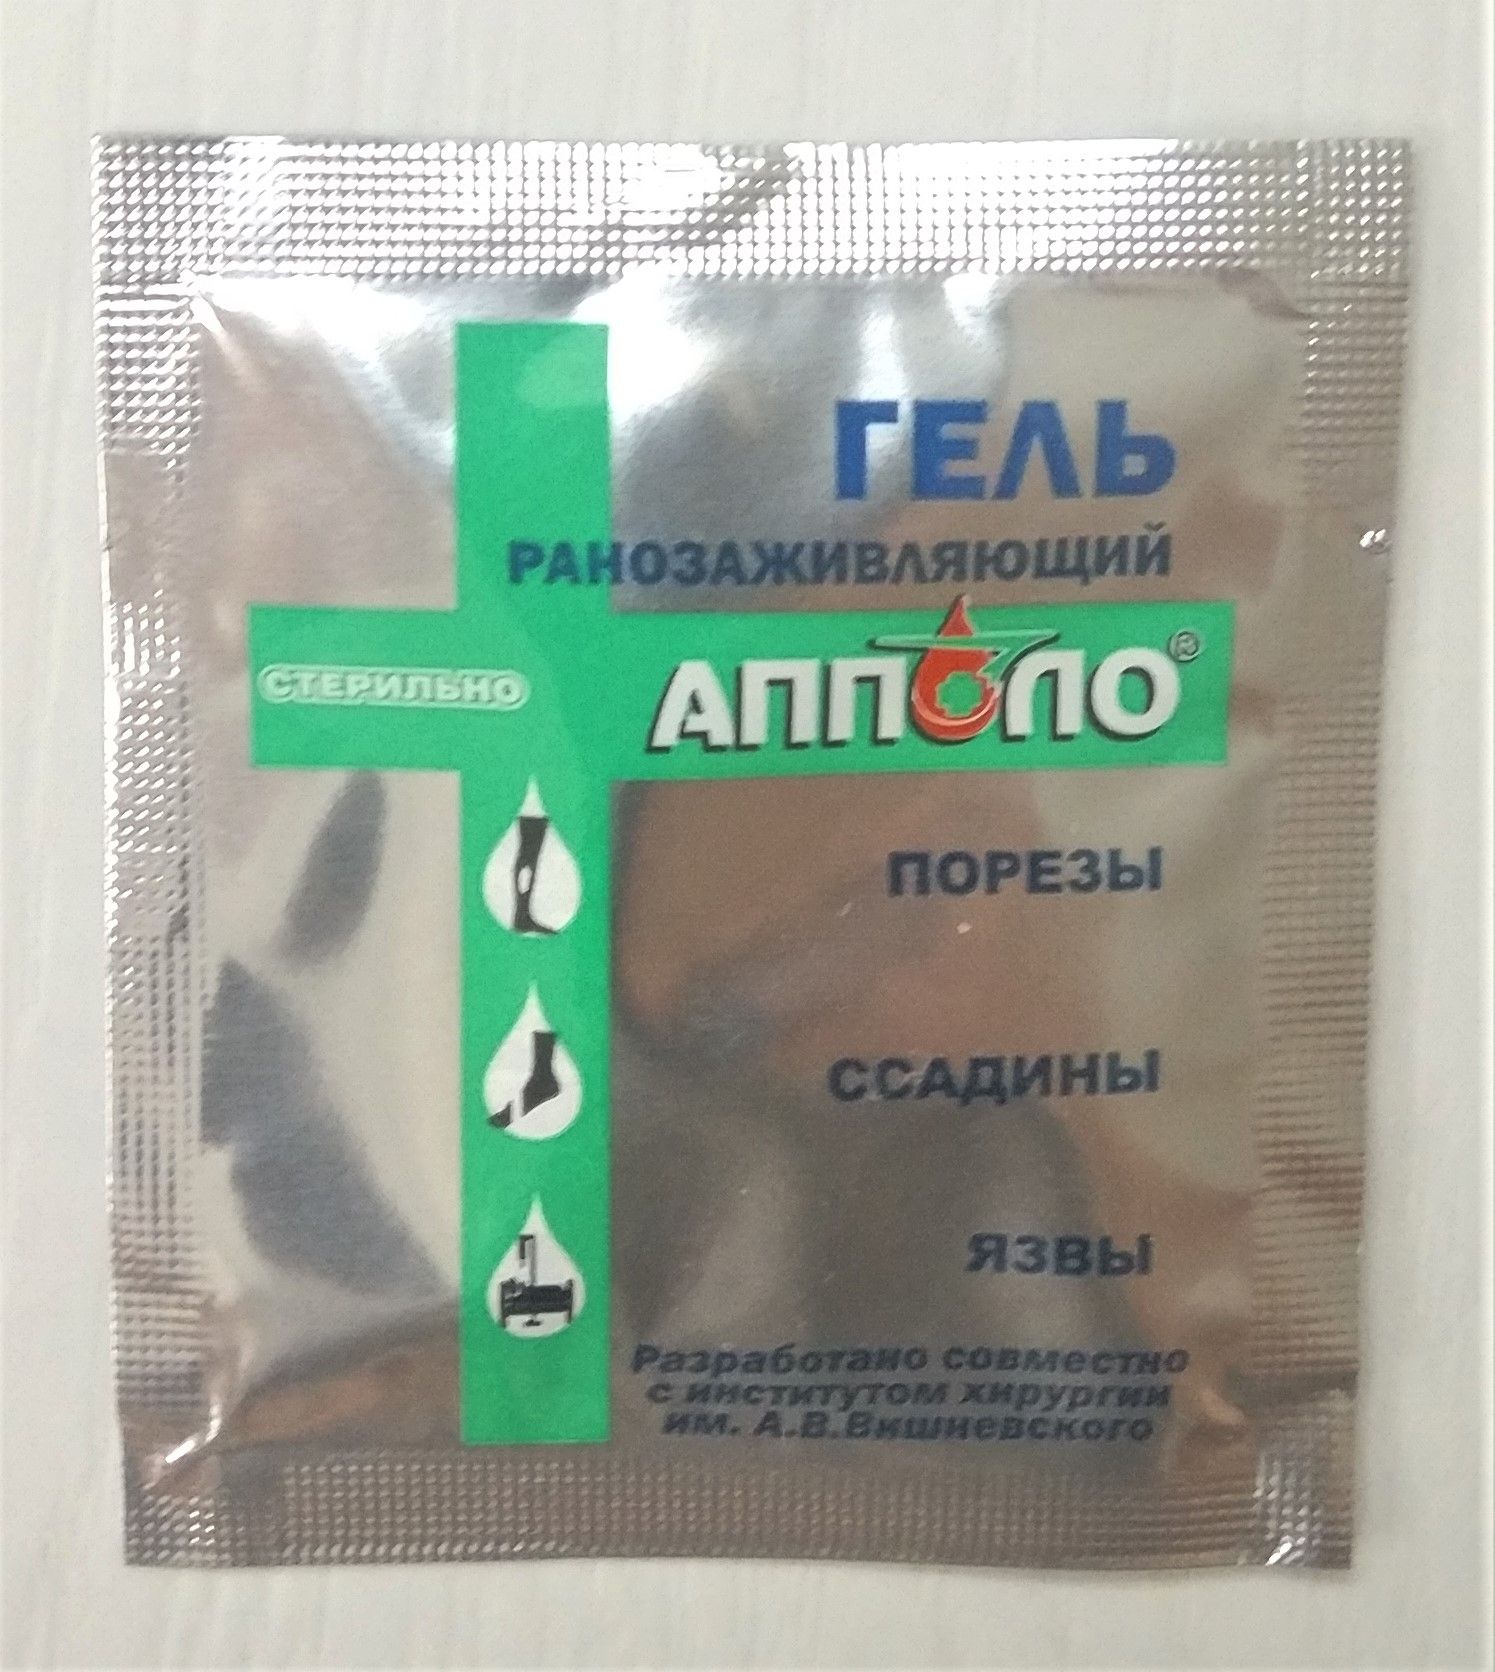 ГЕЛЬ
РАНОЗАЖИВЛЯЮЩИЙ
СТЕРИЛЬНО
АППОЛО®
ПОРЕЗЫ
ССАДИНЫ
ЯЗВЫ
Разработано совместно
с институтом хирургии
им. А.В.Вишневского